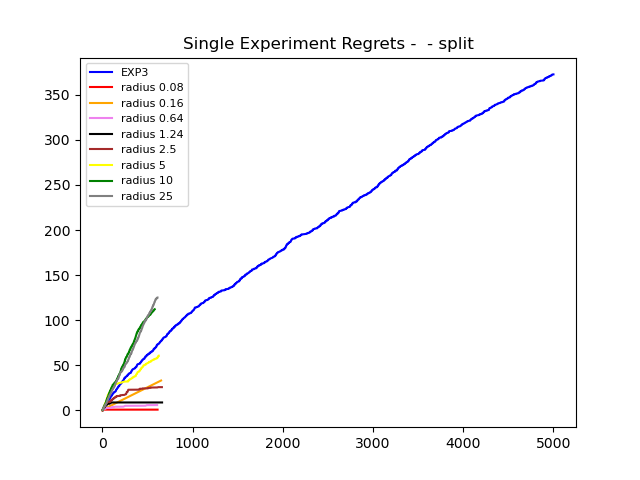 Single Experiment Regrets -  - split
EXP3
radius 0.08
radius 0.16
radius 0.64
radius 1.24
radius 2.5
radius 5
radius 10
radius 25
350
300
250
200
150
100
50
0
0 1000 2000 3000 4000 5000